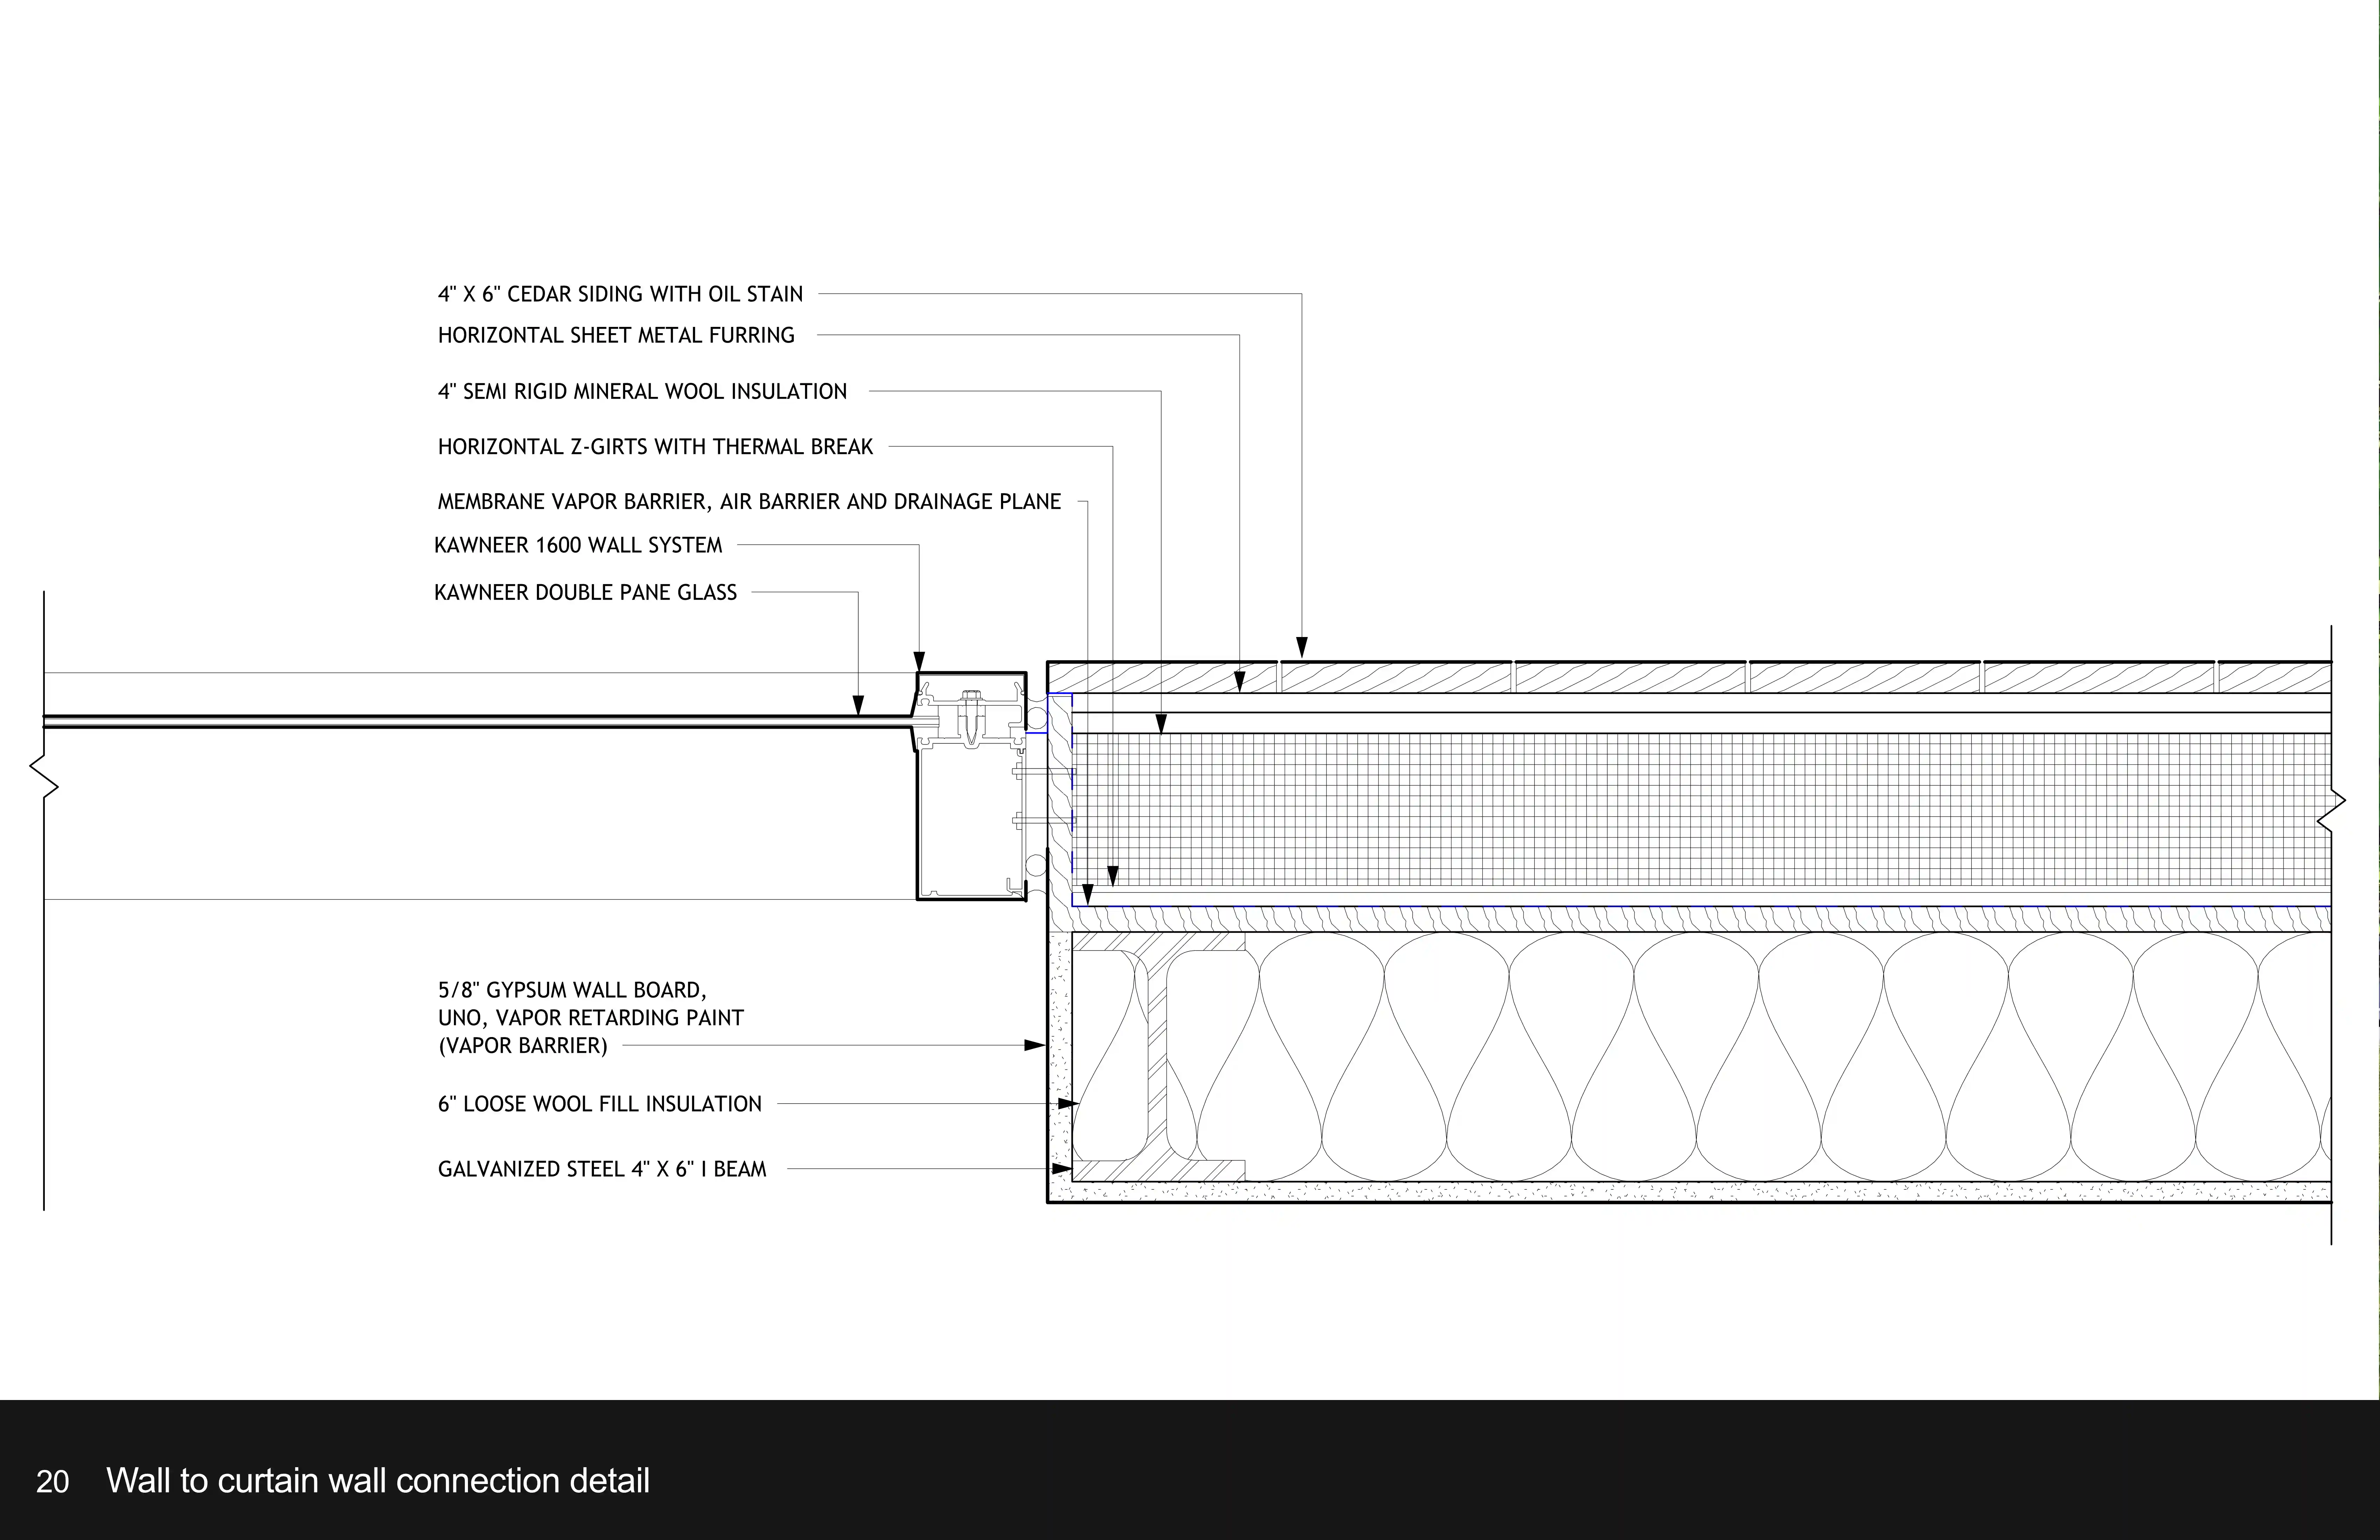 4" X 6" CEDAR SIDING WITH OIL STAIN
HORIZONTAL SHEET METAL FURRING
4" SEMI RIGID MINERAL WOOL INSULATION
HORIZONTAL Z-GIRTS WITH THERMAL BREAK
MEMBRANE VAPOR BARRIER, AIR BARRIER AND DRAINAGE PLANE
KAWNEER 1600 WALL SYSTEM
KAWNEER DOUBLE PANE GLASS
5/8" GYPSUM WALL BOARD,
UNO, VAPOR RETARDING PAINT
(VAPOR BARRIER)
6" LOOSE WOOL FILL INSULATION
GALVANIZED STEEL 4" X 6" I BEAM
20 Wall to curtain wall connection detail